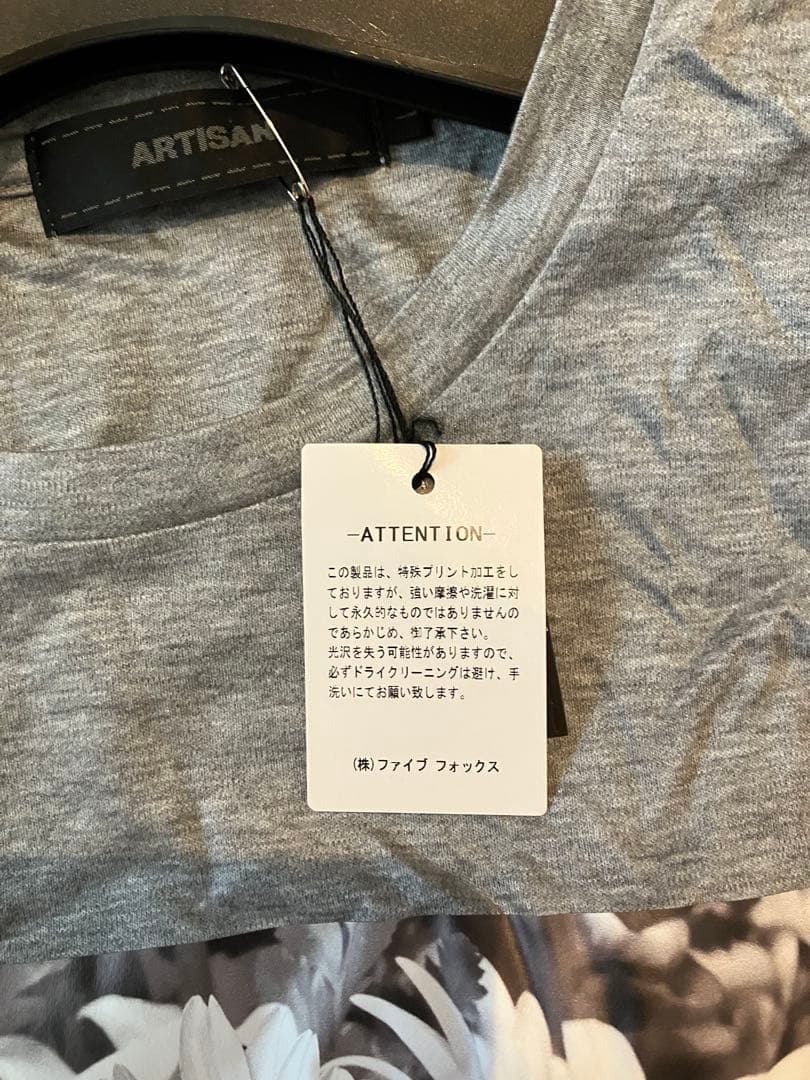 ARTISAN
L
-ATTENTION-
この製品は、特殊プリント加工をし
ておりますが、強い摩擦や洗濯に対
して永久的なものではありませんの
であらかじめ、御了承下さい。
光沢を失う可能性がありますので、
必ずドライクリーニングは避け、手
洗いにてお願い致します。
(株)ファイブ フォックス